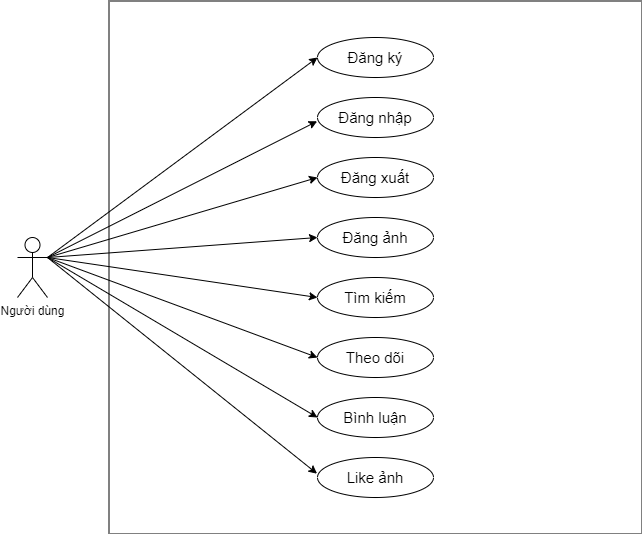 Đăng ký
Đăng nhập
Đăng xuất
Đăng ảnh
Tìm kiếm
Theo dõi
Bình luận
Like ảnh
Người dùng